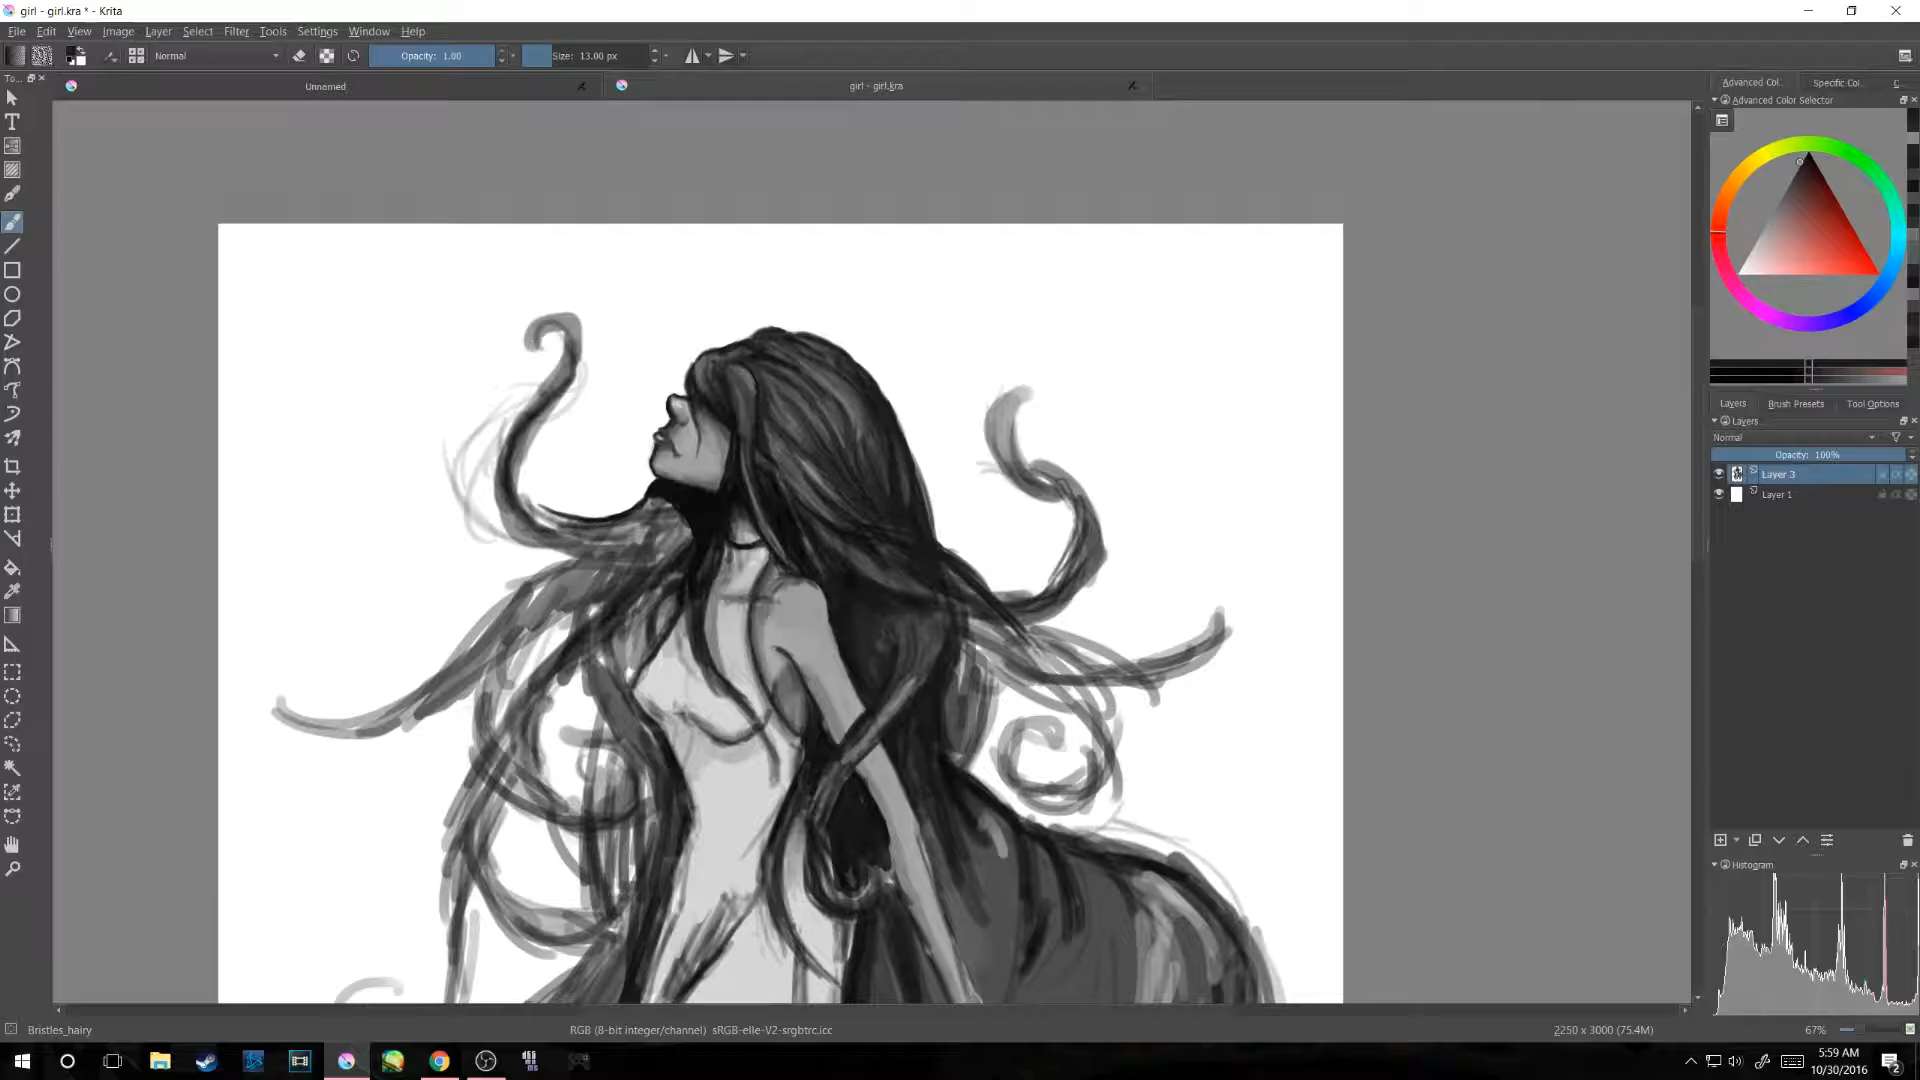 girl - girl.kra * - Krita
File Edit View Image Layer Select Filter Tools Settings Window Help
Normal Opacity: 1.00 Size: 13.00 px
To...
Unnamed girl - girl.kra
Advanced Col... Specific Co... C...
Advanced Color Selector
Layers Brush Presets Tool Options
Layers
Normal
Opacity: 100%
Layer 3
Layer 1
Histogram
Bristles_hairy RGB (8-bit integer/channel) sRGB-elle-V2-srgbtrc.icc 2250 x 3000 (75.4M) 67%
5:59 AM
10/30/2016
2